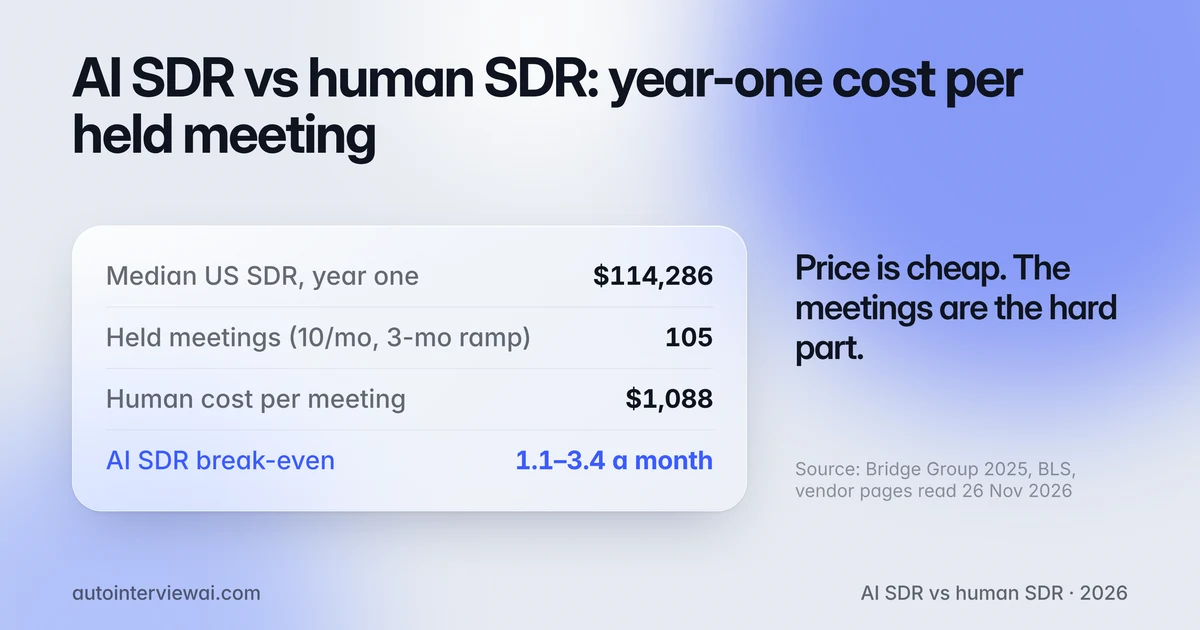 AI SDR vs human SDR: year-one cost per
held meeting
Median US SDR, year one $114,286
Held meetings (10/mo, 3-mo ramp) 105
Human cost per meeting $1,088
AI SDR break-even 1.1–3.4 a month
Price is cheap. The
meetings are the hard
part.
Source: Bridge Group 2025, BLS,
vendor pages read 26 Nov 2026
autointerviewai.com
AI SDR vs human SDR · 2026